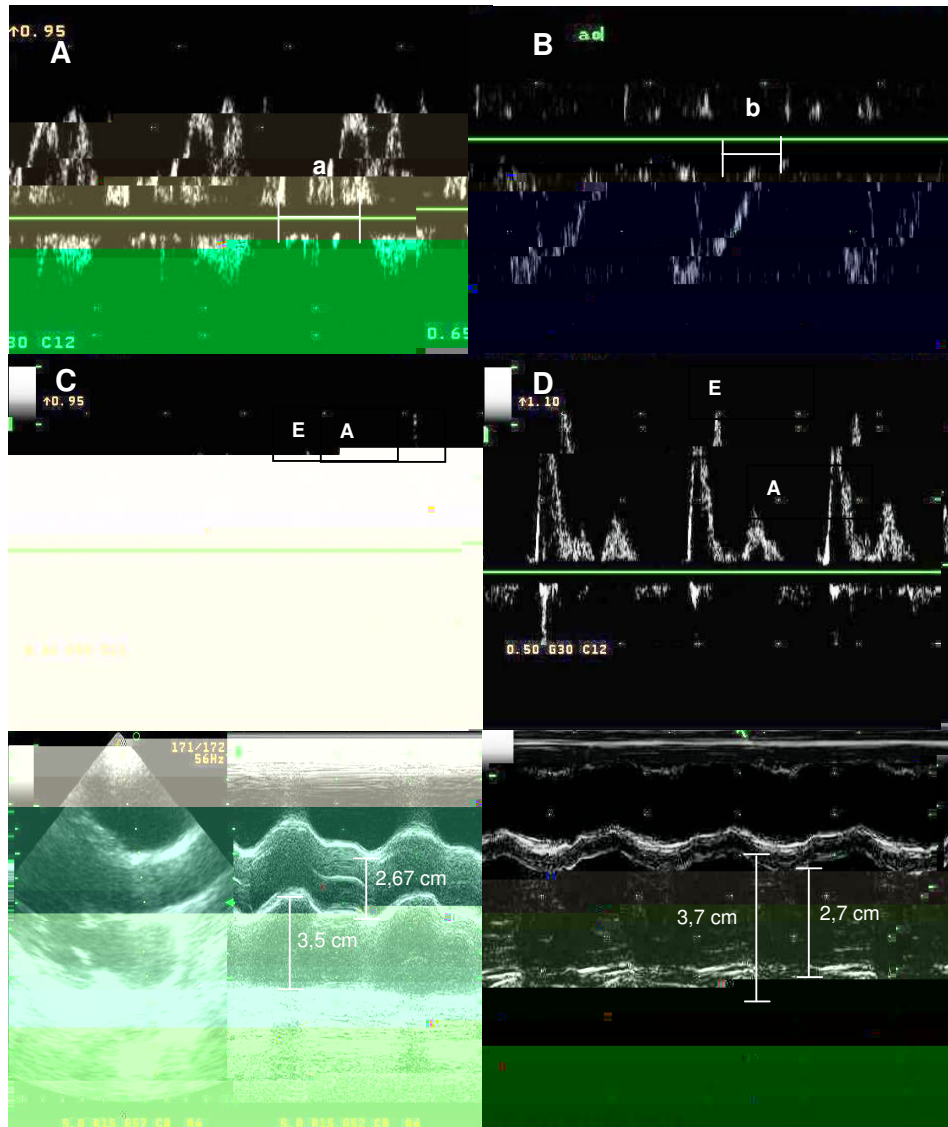 ↑0.95
A
a
30 C12
0.65
B
ad
b
C
↑0.95
E
A
D
↑1.10
E
A
0.50 G30 C12
171/172
56Hz
2,67 cm
3,5 cm
3,7 cm
2,7 cm